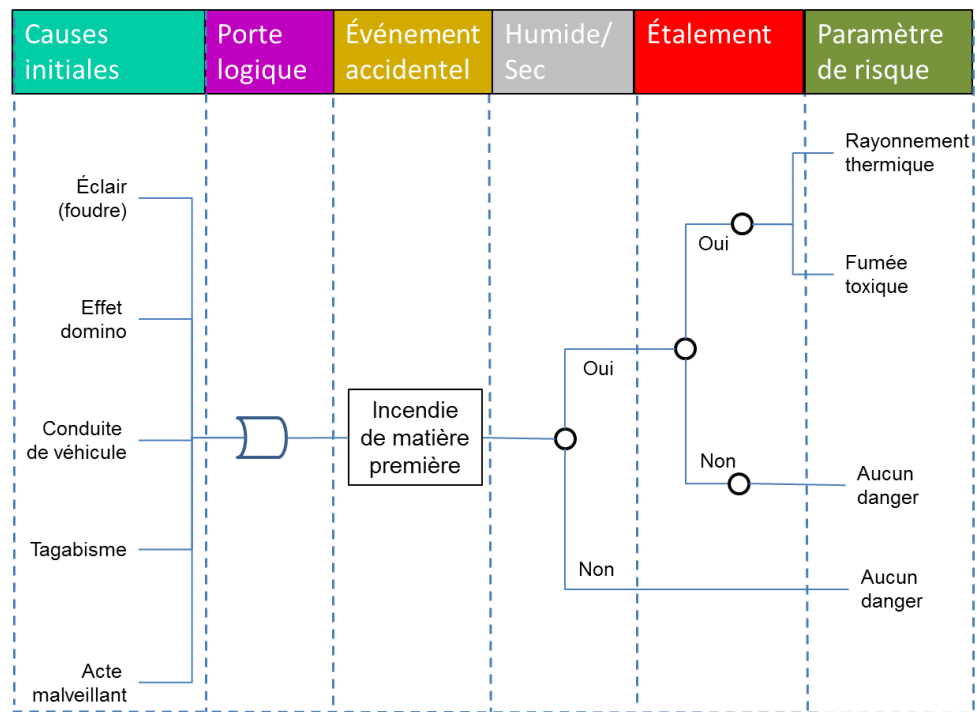 Causes
initiales
Porte
logique
Événement
accidentel
Humide/
Sec
Étalement
Paramètre
de risque
Éclair
(foudre)
Effet
domino
Conduite
de véhicule
Tagabisme
Acte
malveillant
Incendie
de matière
première
Oui
Non
Oui
Non
Rayonnement
thermique
Fumée
toxique
Aucun
danger
Aucun
danger